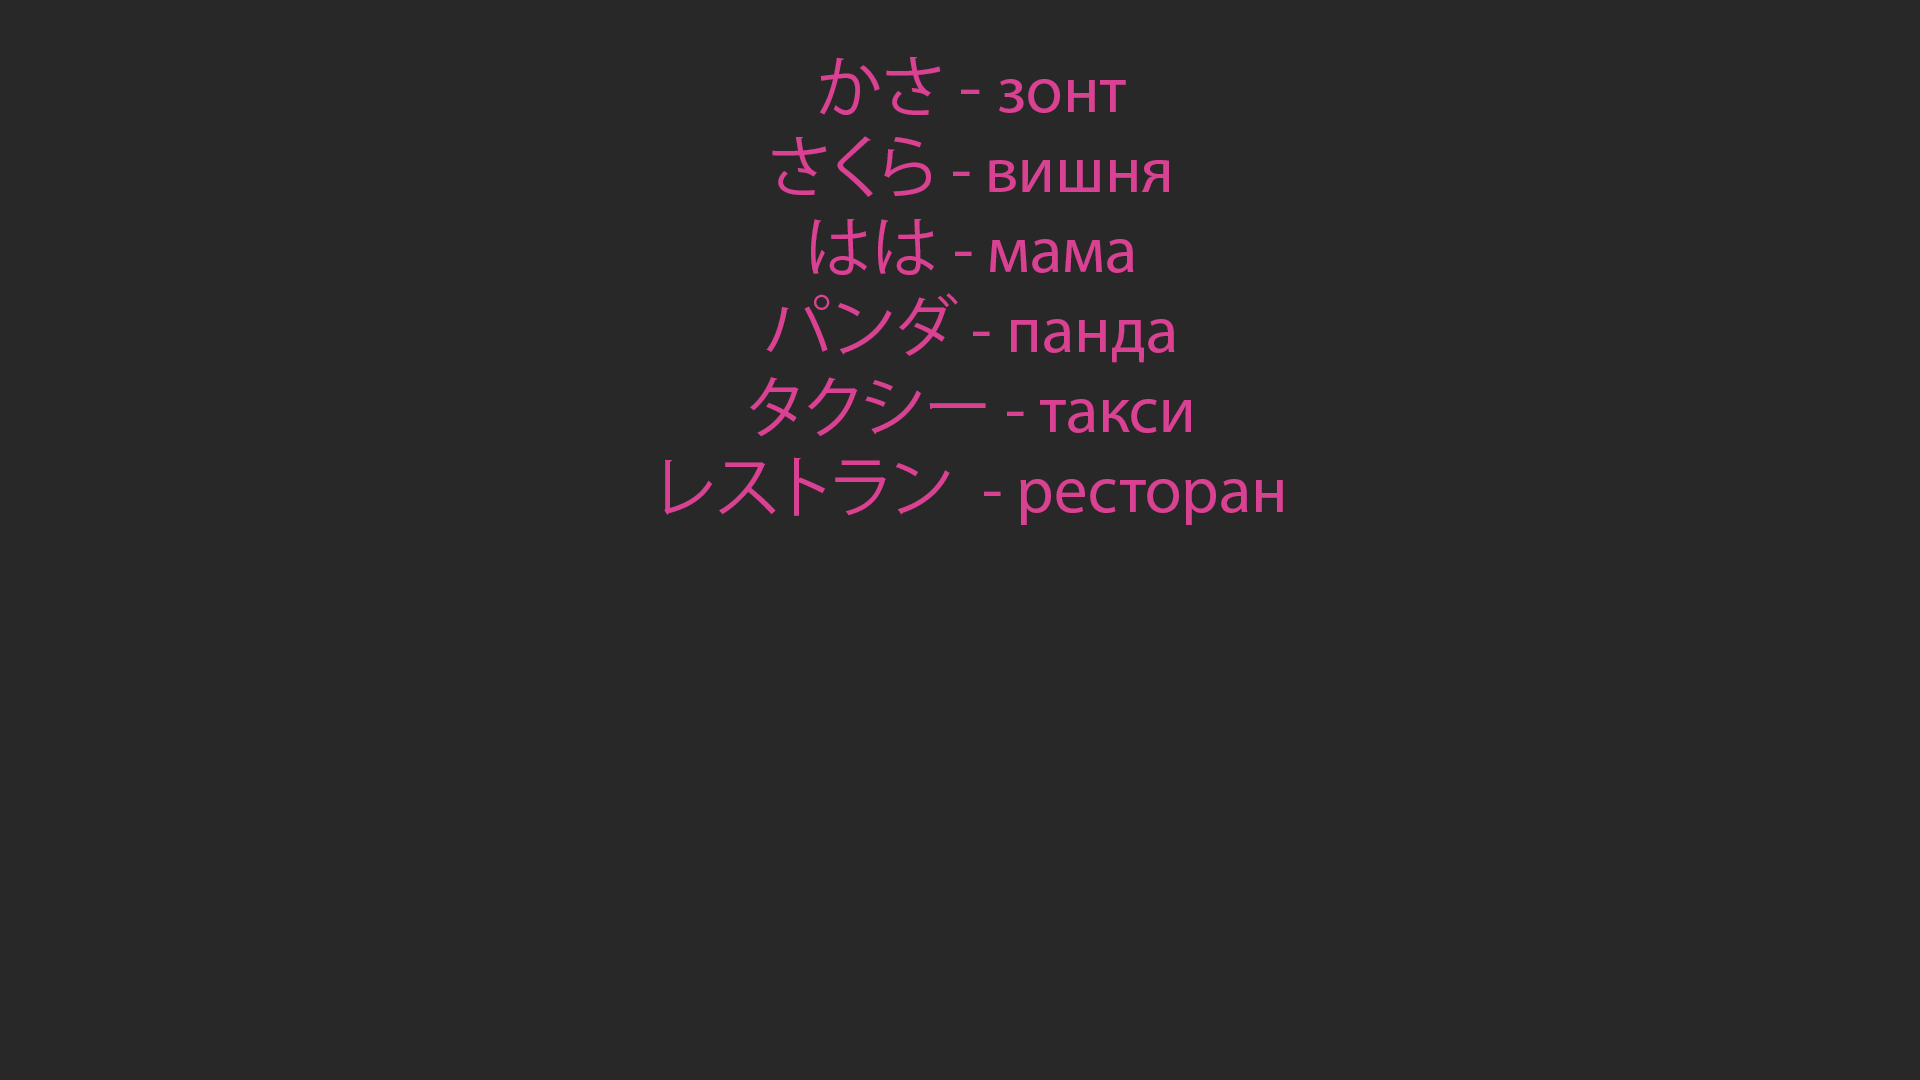 かさ - зонт
さくら - вишня
はは - мама
パンダ - панда
タクシー - такси
レストラン - ресторан